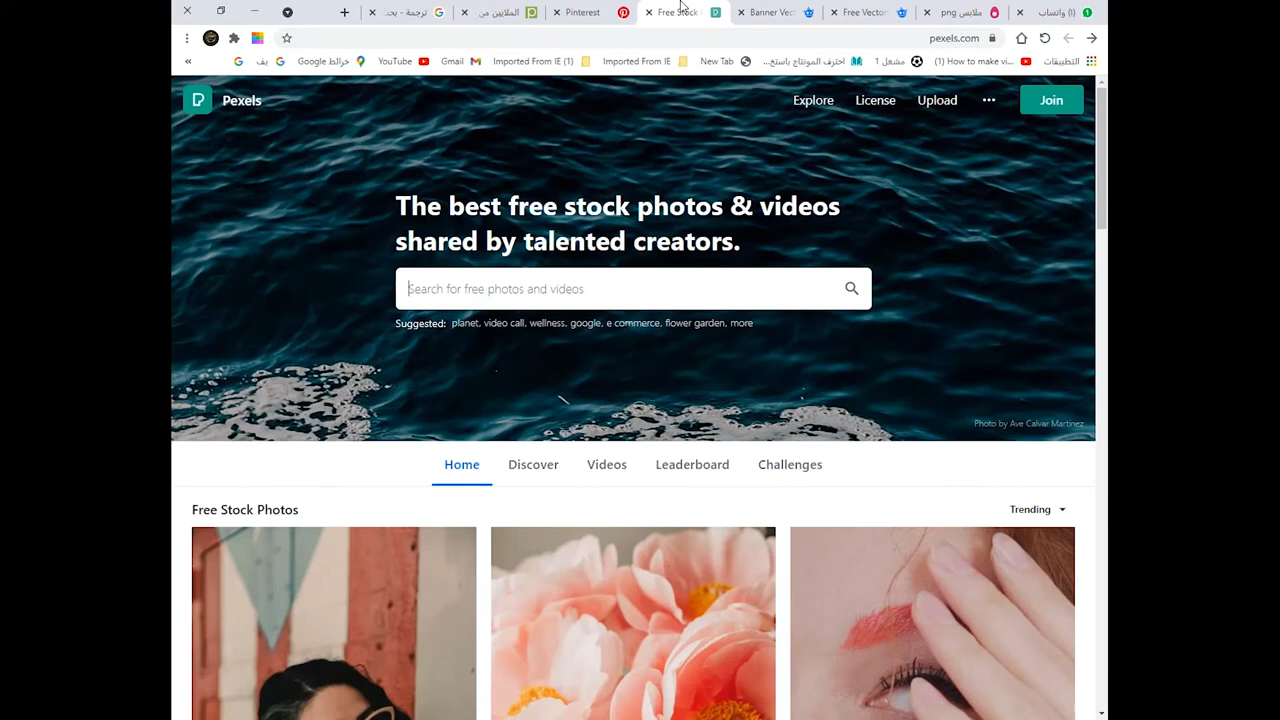 ترجمة - بحث
الملايين من
Pinterest
Free Stock
Banner Vect
Free Vector
ملابس png
(1) واتساب
pexels.com
«
خرائط Google
YouTube
Gmail
Imported From IE (1)
Imported From IE
New Tab
احترف المونتاج باستخ...
مشغل 1
(1) How to make vi...
التطبيقات
Pexels
Explore
License
Upload
•••
Join
The best free stock photos & videos
shared by talented creators.
Search for free photos and videos
Suggested: planet, video call, wellness, google, e commerce, flower garden, more
Photo by Ave Calvar Martinez
Home
Discover
Videos
Leaderboard
Challenges
Free Stock Photos
Trending